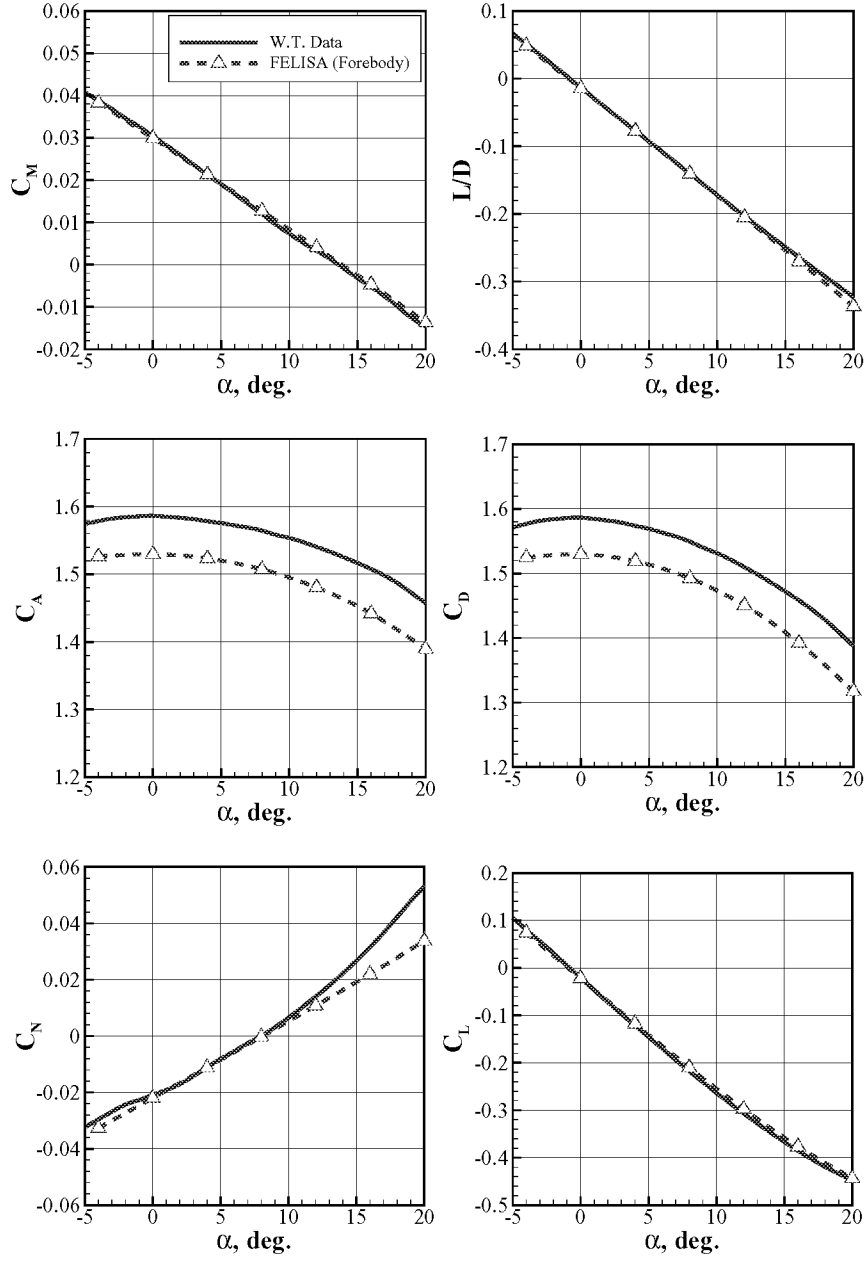 0.06
0.05
0.04
0.03
0.02
0.01
0
-0.01
-0.02
C_M
W.T. Data
FELISA (Forebody)
-5 0 5 10 15 20
α, deg.
0.1
0
-0.1
-0.2
-0.3
-0.4
L/D
-5 0 5 10 15 20
α, deg.
1.7
1.6
1.5
1.4
1.3
1.2
C_A
-5 0 5 10 15 20
α, deg.
1.7
1.6
1.5
1.4
1.3
1.2
C_D
-5 0 5 10 15 20
α, deg.
0.06
0.04
0.02
0
-0.02
-0.04
-0.06
C_N
-5 0 5 10 15 20
α, deg.
0.2
0.1
0
-0.1
-0.2
-0.3
-0.4
-0.5
C_L
-5 0 5 10 15 20
α, deg.